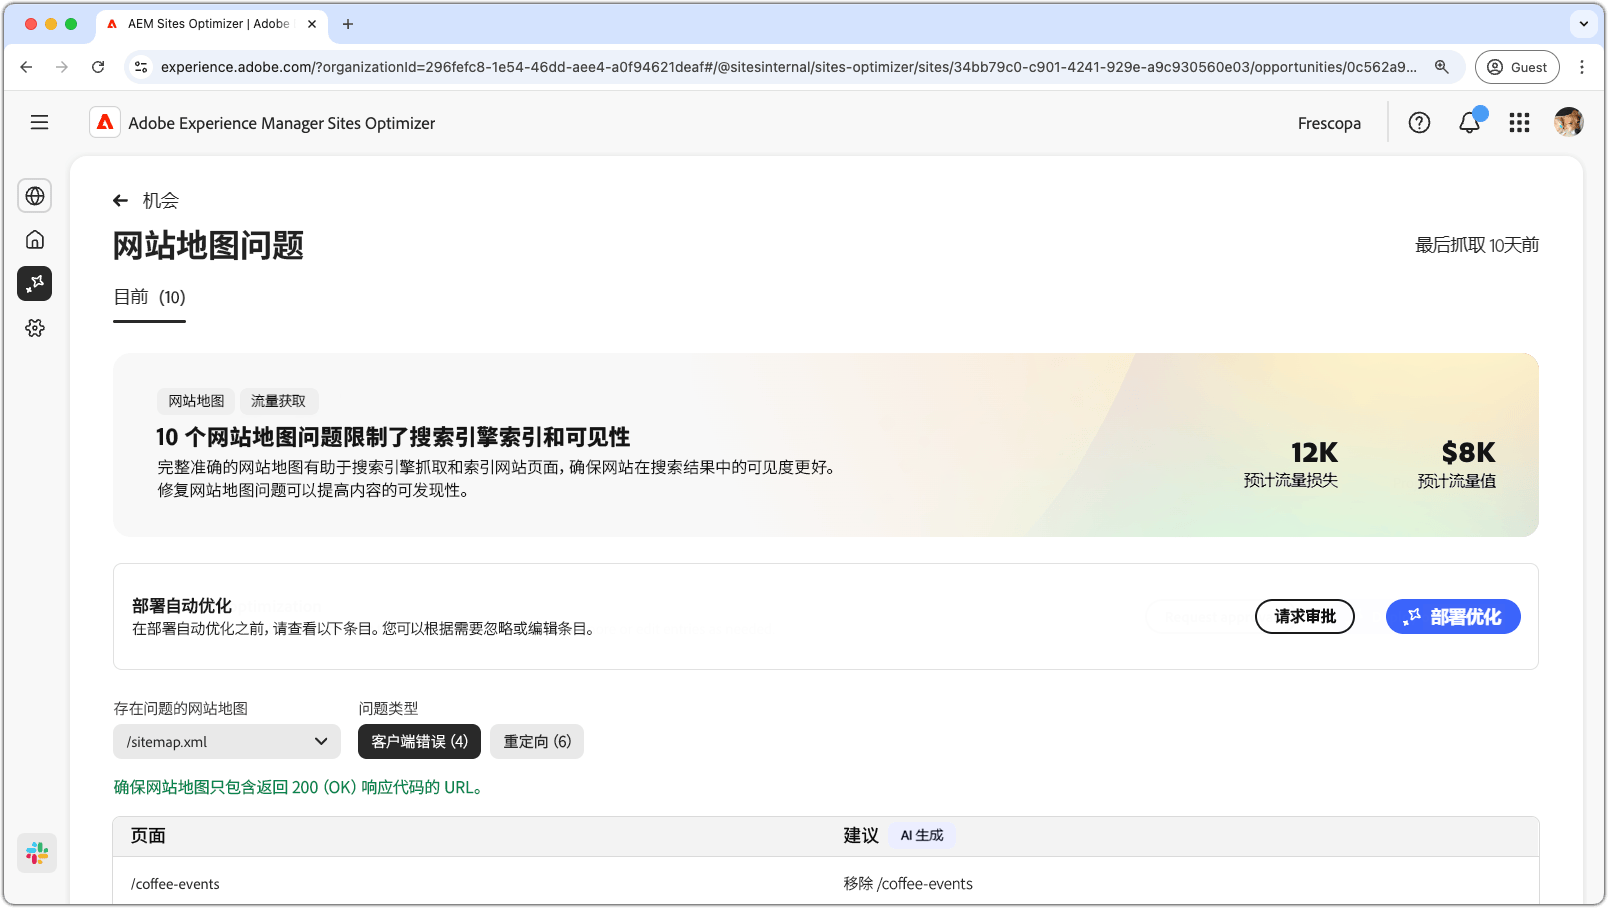 AEM Sites Optimizer | Adobe
experience.adobe.com/?organizationId=296fefc8-1e54-46dd-aee4-a0f94621deaf#/@sitesinternal/sites-optimizer/sites/34bb79c0-c901-4241-929e-a9c930560e03/opportunities/0c562a9...
Guest
Adobe Experience Manager Sites Optimizer
Frescopa
机会
网站地图问题
最后抓取 10天前
目前 (10)
网站地图 流量获取
10 个网站地图问题限制了搜索引擎索引和可见性
完整准确的网站地图有助于搜索引擎抓取和索引网站页面，确保网站在搜索结果中的可见度更好。
修复网站地图问题可以提高内容的可发现性。
12K
预计流量损失
$8K
预计流量值
部署自动优化
在部署自动优化之前，请查看以下条目。您可以根据需要忽略或编辑条目。
请求审批
部署优化
存在问题的网站地图
问题类型
/sitemap.xml
客户端错误 (4)
重定向 (6)
确保网站地图只包含返回 200 (OK) 响应代码的 URL。
页面
建议 AI 生成
/coffee-events
移除 /coffee-events